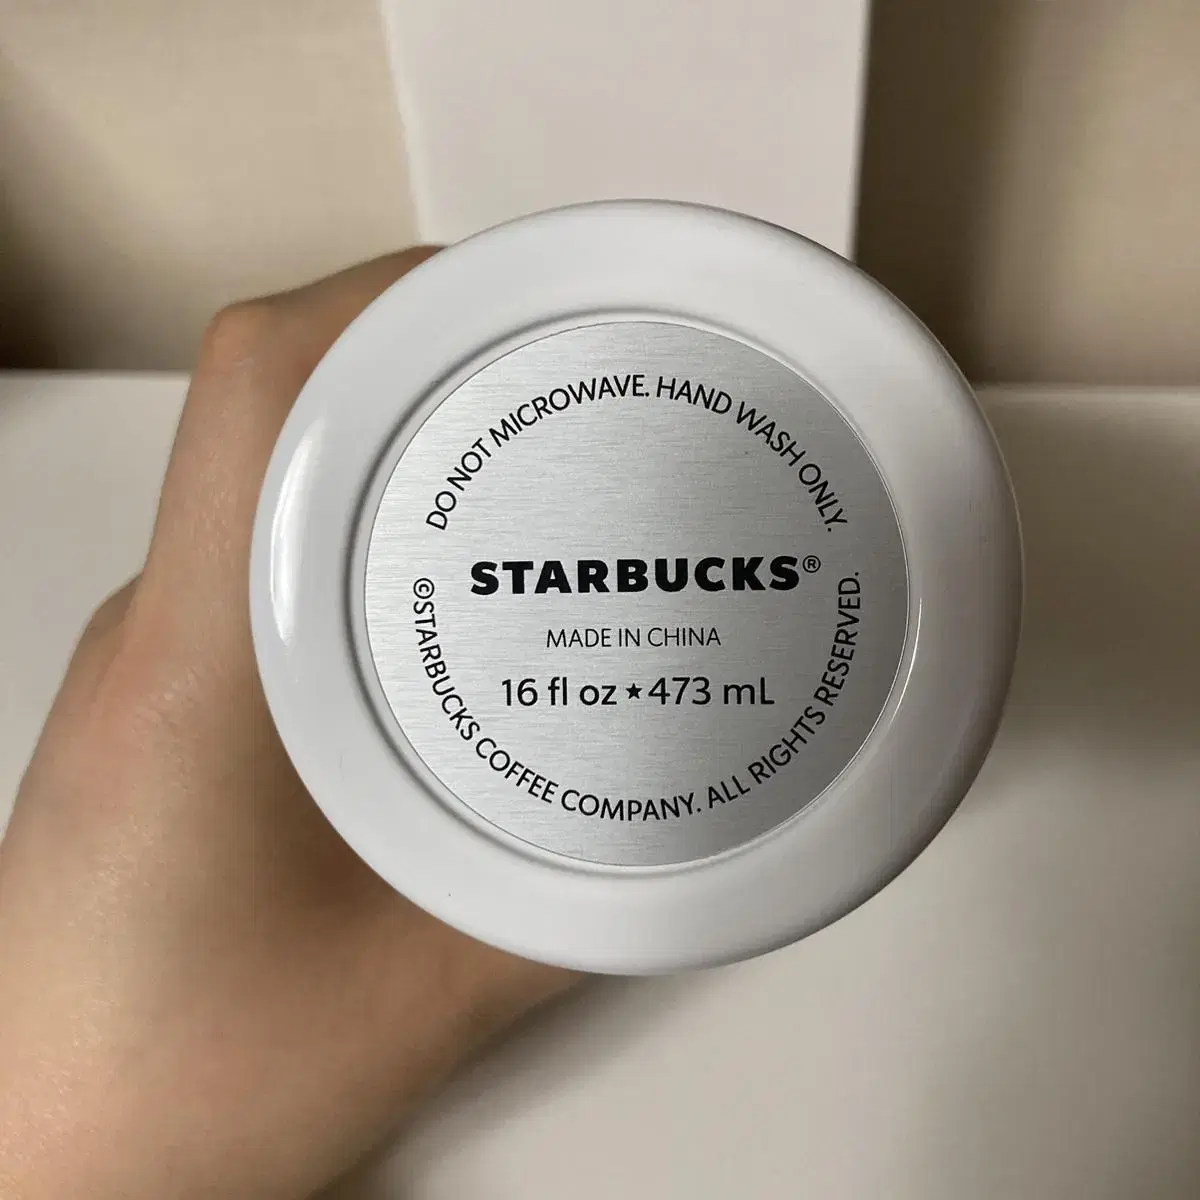 DO NOT MICROWAVE. HAND WASH ONLY.
STARBUCKS®
MADE IN CHINA
16 fl oz ★ 473 mL
©STARBUCKS COFFEE COMPANY. ALL RIGHTS RESERVED.